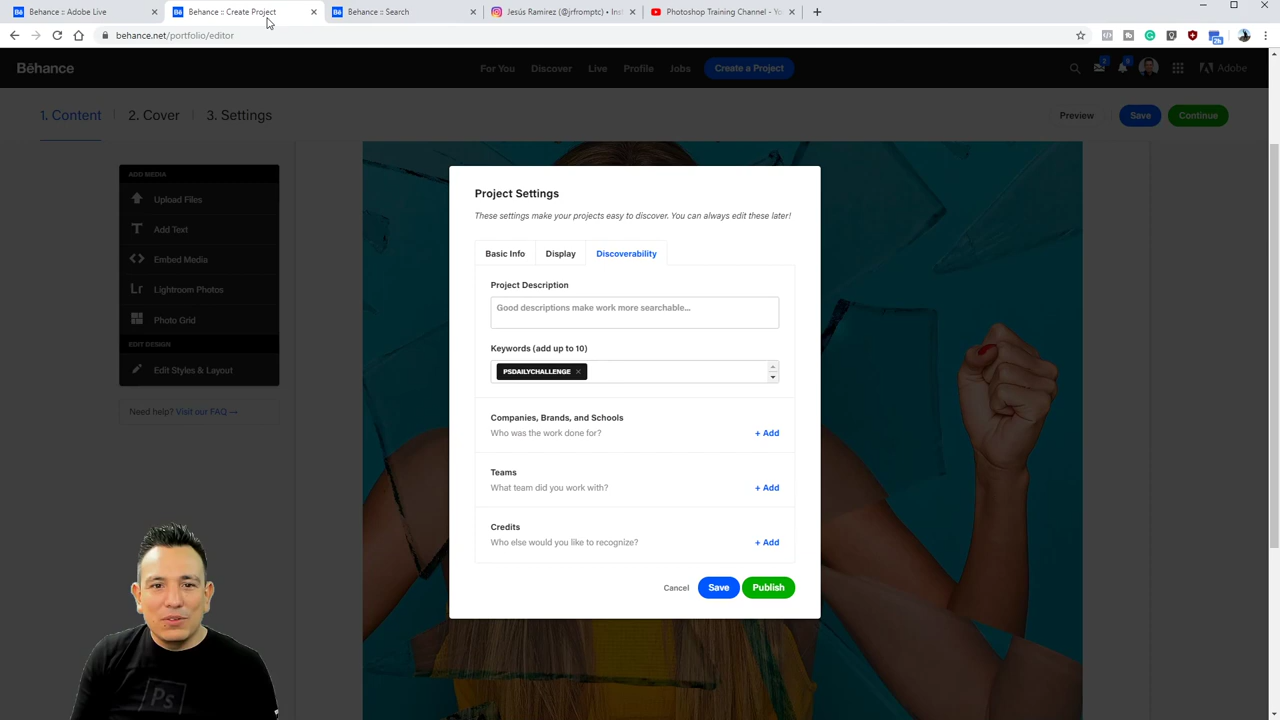 Behance :: Adobe Live
Behance :: Create Project
Behance :: Search
Jesús Ramirez (@jrfromptc) • Inst
Photoshop Training Channel - Yo
behance.net/portfolio/editor
Bēhance
For You
Discover
Live
Profile
Jobs
Create a Project
Adobe
1. Content
2. Cover
3. Settings
Preview
Save
Continue
ADD MEDIA
Upload Files
Add Text
Embed Media
Lr Lightroom Photos
Photo Grid
EDIT DESIGN
Edit Styles & Layout
Need help? Visit our FAQ →
Project Settings
These settings make your projects easy to discover. You can always edit these later!
Basic Info
Display
Discoverability
Project Description
Good descriptions make work more searchable...
Keywords (add up to 10)
PSDAILYCHALLENGE ×
Companies, Brands, and Schools
Who was the work done for?
+ Add
Teams
What team did you work with?
+ Add
Credits
Who else would you like to recognize?
+ Add
Cancel
Save
Publish
Ps